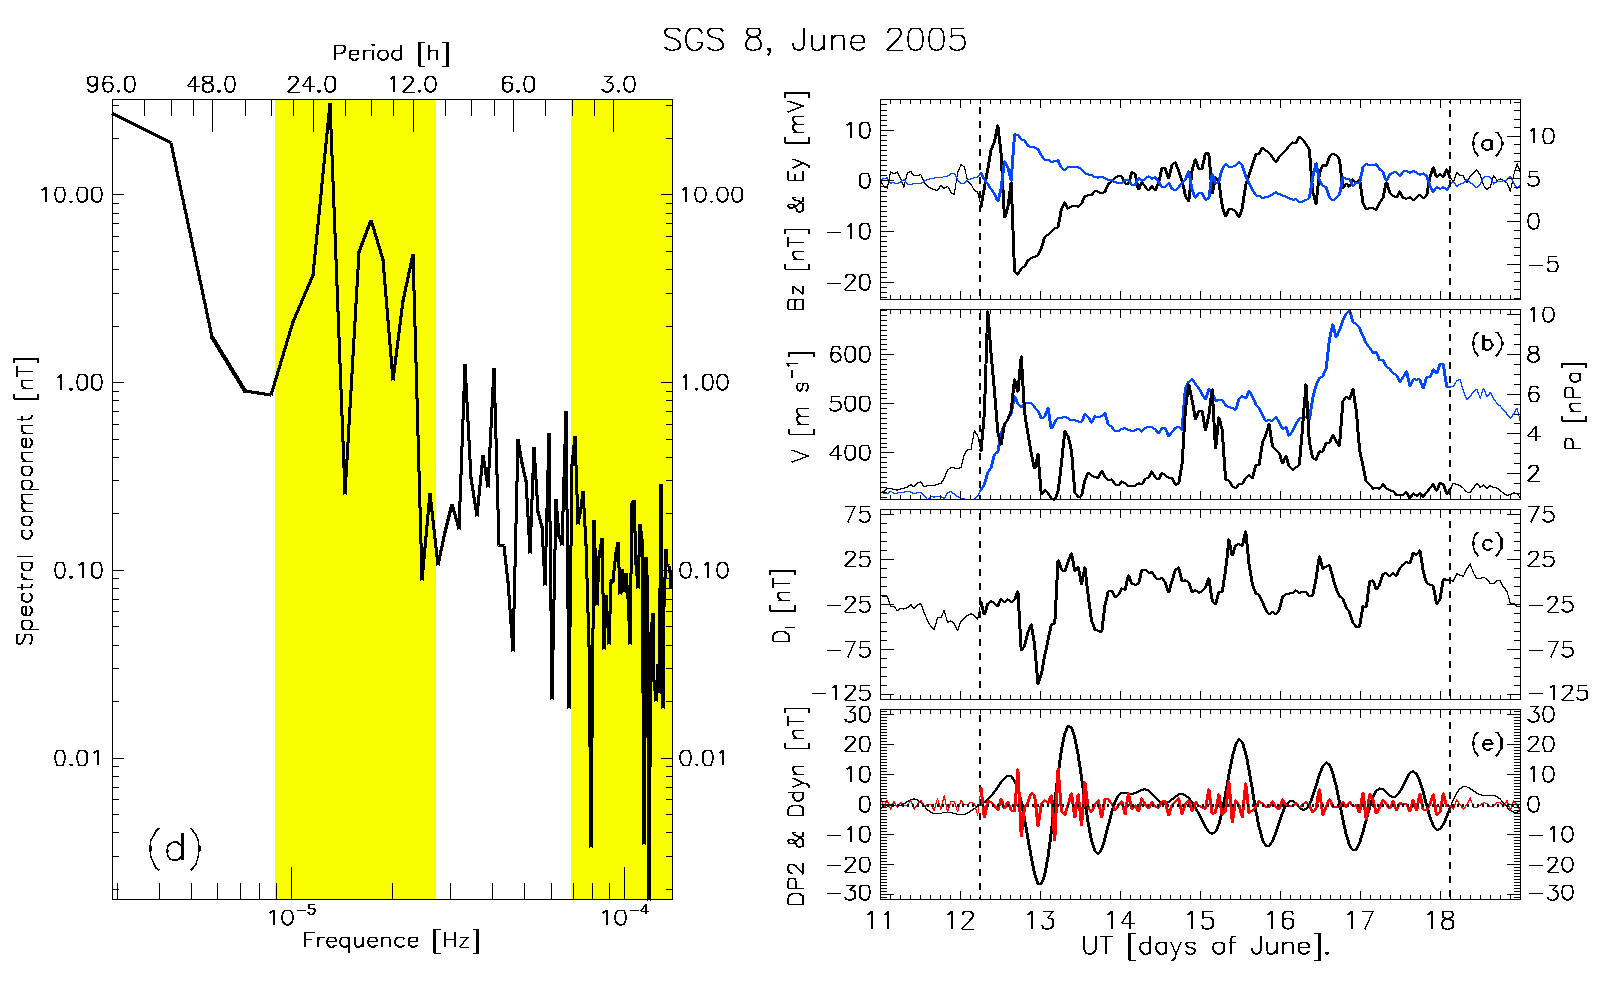 SGS 8, June 2005
Period [h]
96.0 48.0 24.0 12.0 6.0 3.0
10.00 10.00
1.00 1.00
0.10 0.10
0.01 0.01
Spectral component [nT]
(d)
10⁻⁵ 10⁻⁴
Frequence [Hz]
Bz [nT] & Ey [mV]
10
0
−10
−20
(a)
10
5
0
−5
V [m s⁻¹]
600
500
400
(b)
10
8
6
4
2
P [nPa]
D_I [nT]
75 75
25 25
−25 −25
−75 −75
−125 −125
(c)
DP2 & Ddyn [nT]
30 30
20 20
10 10
0 0
−10 −10
−20 −20
−30 −30
(e)
11 12 13 14 15 16 17 18
UT [days of June].